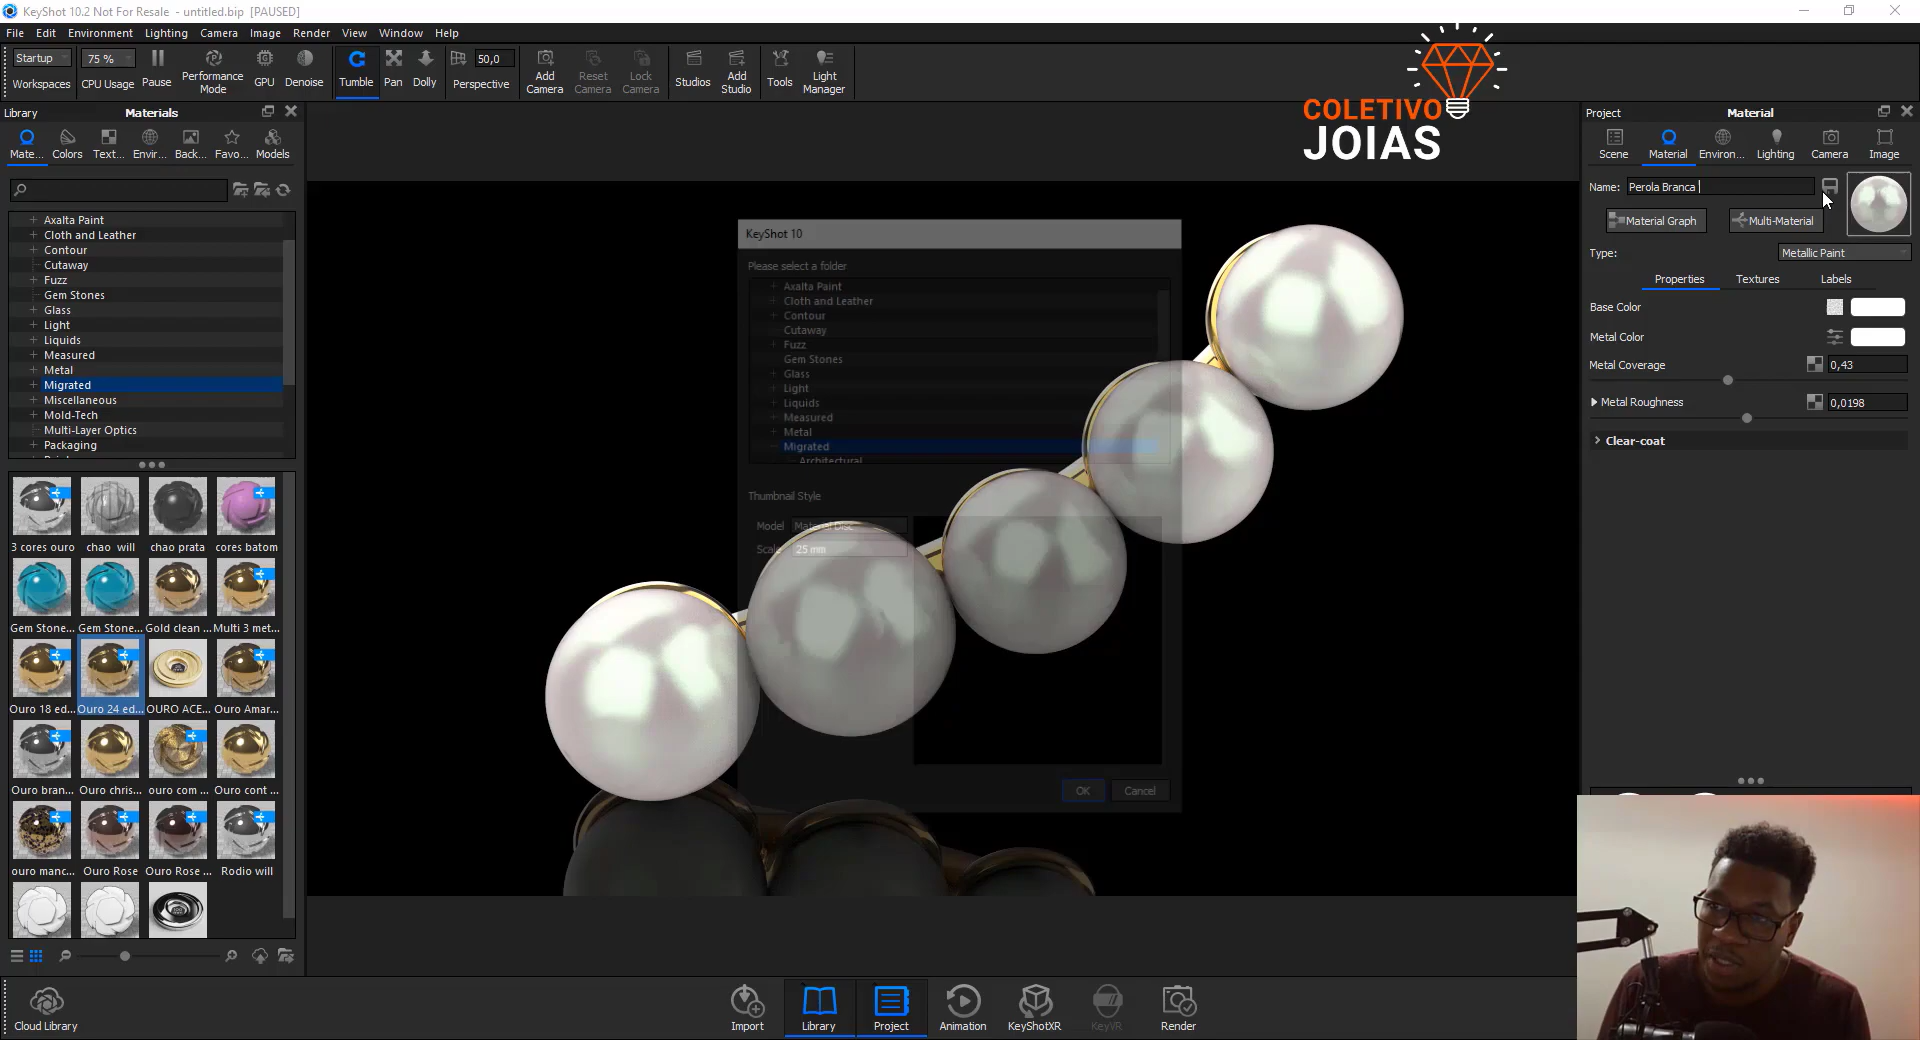 KeyShot 10.2 Not For Resale - untitled.bip [PAUSED]
File Edit Environment Lighting Camera Image Render View Window Help
Startup
Workspaces
75 %
CPU Usage
Pause
Performance
Mode
GPU
Denoise
Tumble
Pan
Dolly
50,0
Perspective
Add
Camera
Reset
Camera
Lock
Camera
Studios
Add
Studio
Tools
Light
Manager
COLETIVO
JOIAS
Library
Materials
Mate...
Colors
Text...
Envir...
Back...
Favo...
Models
Axalta Paint
Cloth and Leather
Contour
Cutaway
Fuzz
Gem Stones
Glass
Light
Liquids
Measured
Metal
Migrated
Miscellaneous
Mold-Tech
Multi-Layer Optics
Packaging
3 cores ouro
chao will
chao prata
cores batom
Gem Stone...
Gem Stone...
Gold clean ...
Multi 3 met...
Ouro 18 ed...
Ouro 24 ed...
OURO ACE...
Ouro Amar...
Ouro bran...
Ouro chris...
ouro com ...
Ouro cont ...
ouro manc...
Ouro Rose
Ouro Rose ...
Rodio will
KeyShot 10
Please select a folder
Axalta Paint
Cloth and Leather
Contour
Cutaway
Fuzz
Gem Stones
Glass
Light
Liquids
Measured
Metal
Migrated
Architectural
Thumbnail Style
Model
Material Disc
Scale
25 mm
OK
Cancel
Project
Material
Scene
Material
Environ...
Lighting
Camera
Image
Name:
Perola Branca
Material Graph
Multi-Material
Type:
Metallic Paint
Properties
Textures
Labels
Base Color
Metal Color
Metal Coverage
0,43
Metal Roughness
0,0198
Clear-coat
Cloud Library
Import
Library
Project
Animation
KeyShotXR
KeyVR
Render